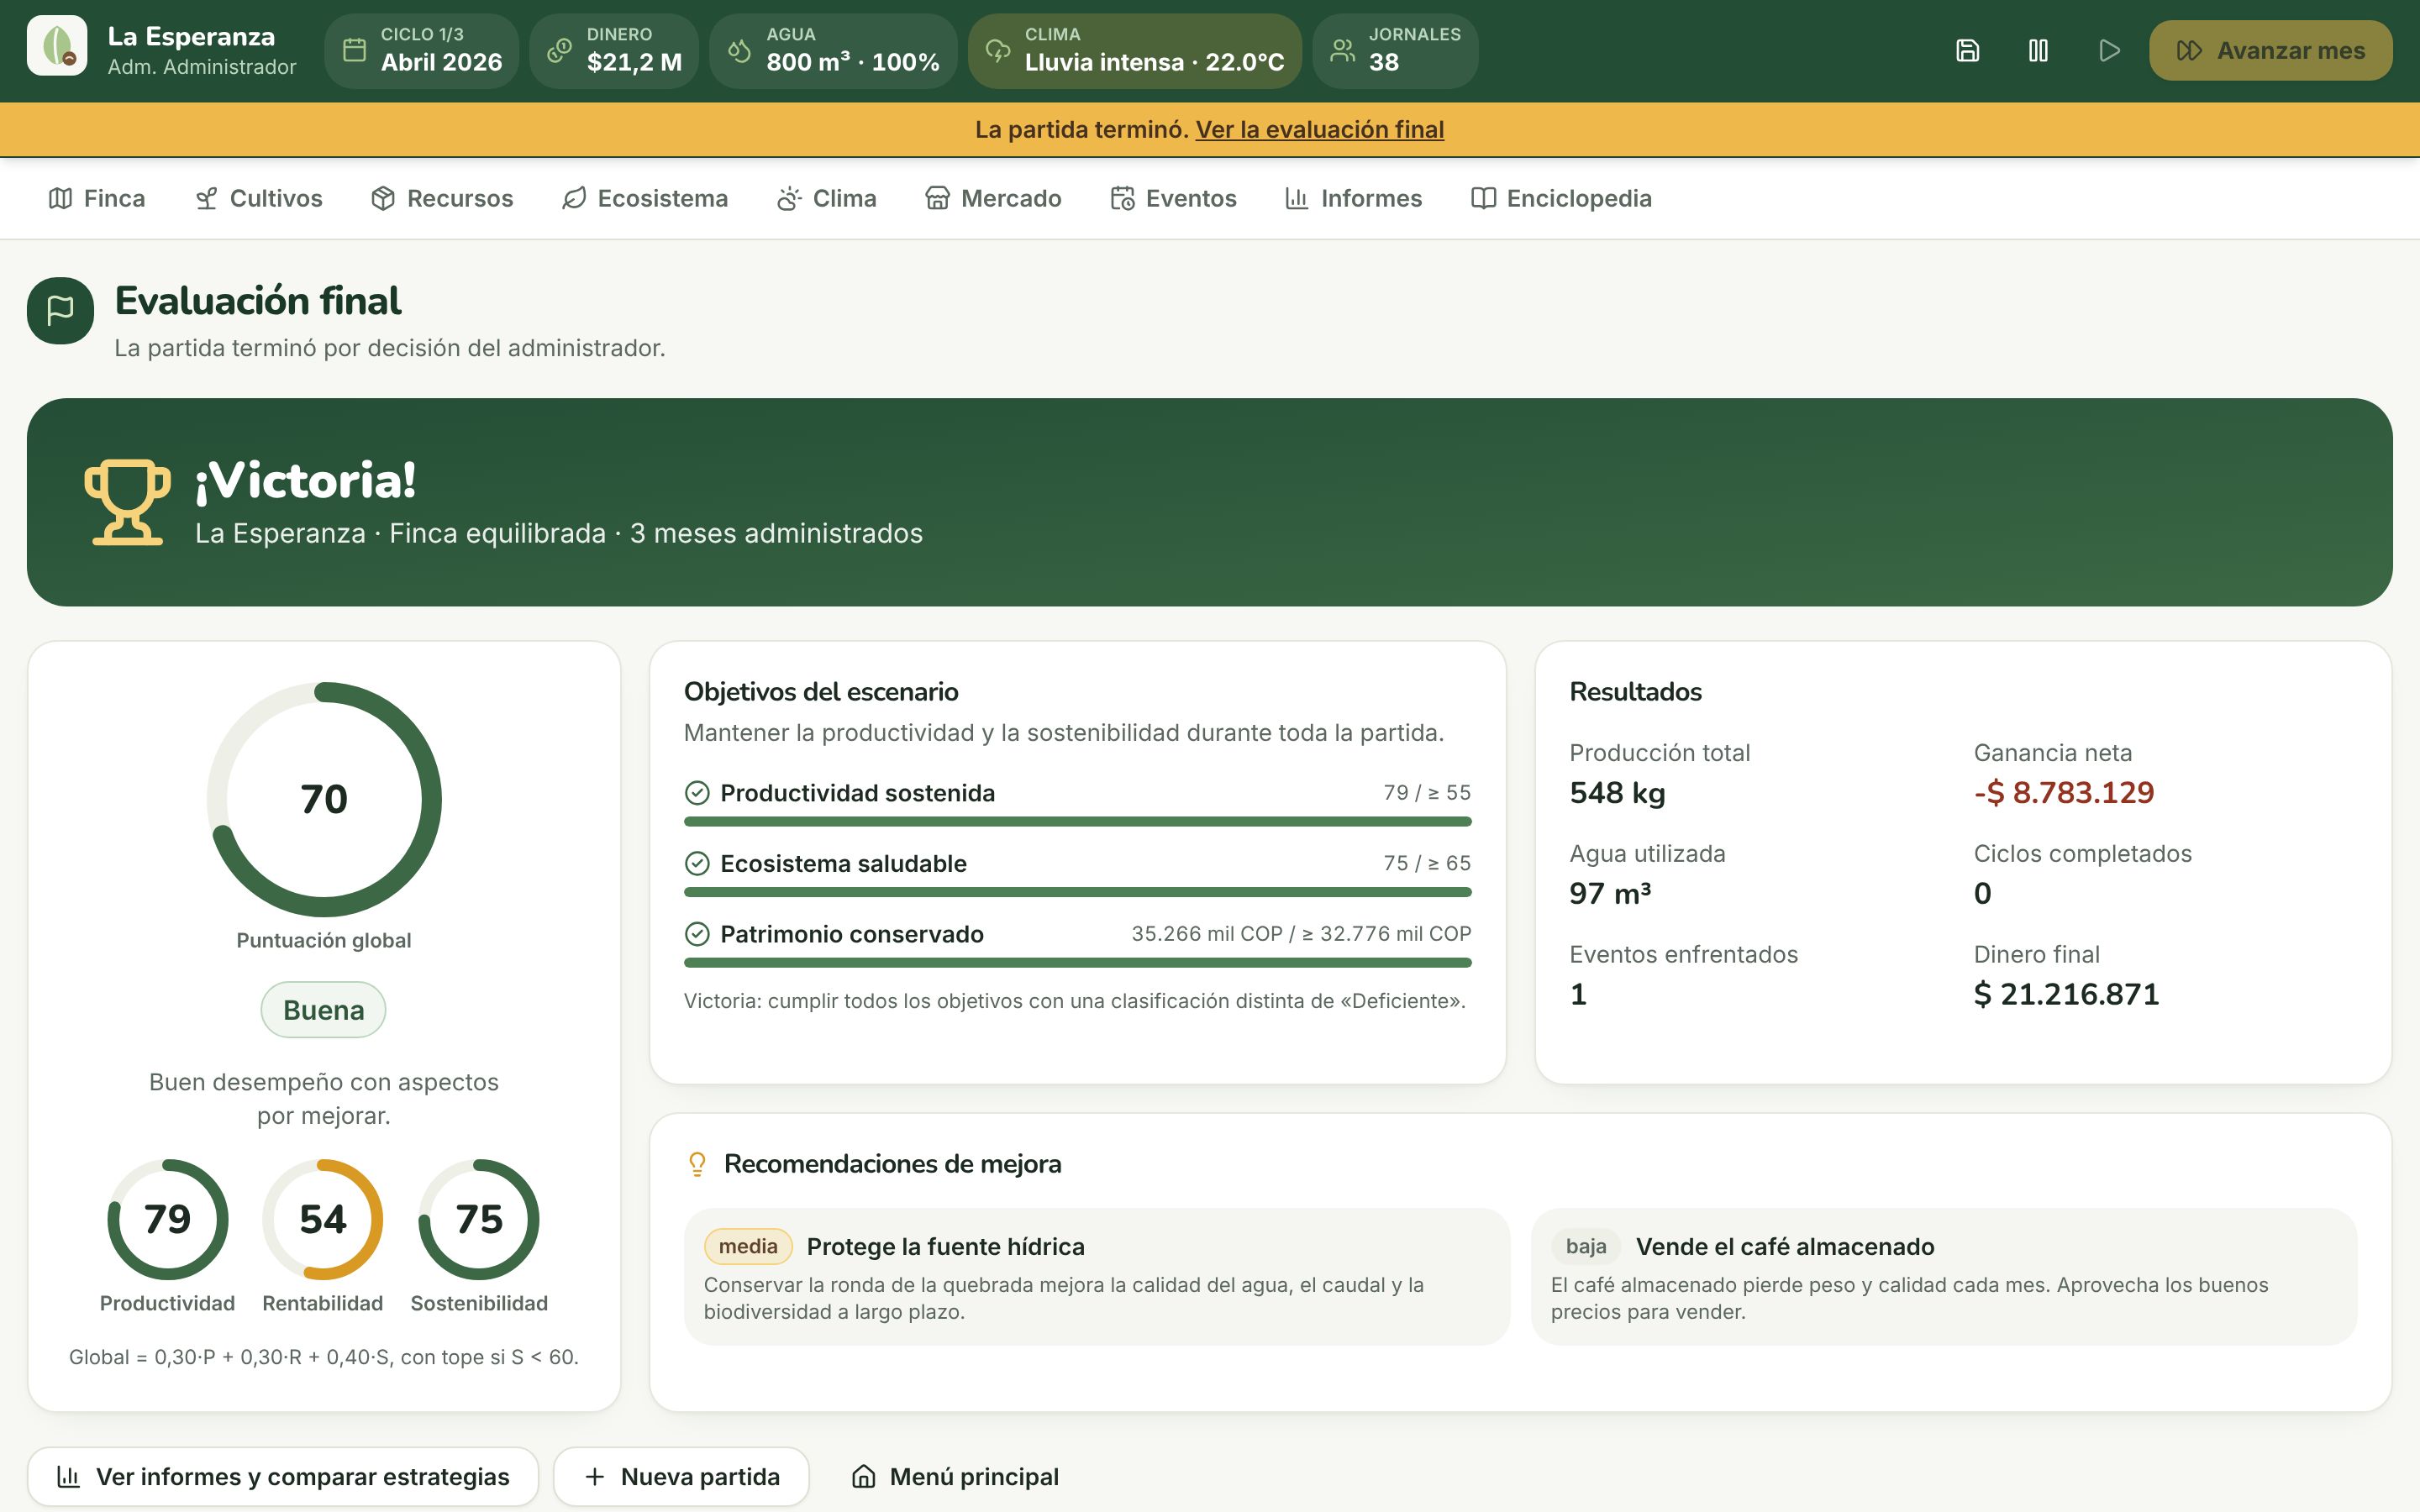 La Esperanza
Adm. Administrador
CICLO 1/3
Abril 2026
DINERO
$21,2 M
AGUA
800 m³ · 100%
CLIMA
Lluvia intensa · 22.0°C
JORNALES
38
Avanzar mes
La partida terminó. Ver la evaluación final
Finca
Cultivos
Recursos
Ecosistema
Clima
Mercado
Eventos
Informes
Enciclopedia
Evaluación final
La partida terminó por decisión del administrador.
¡Victoria!
La Esperanza · Finca equilibrada · 3 meses administrados
70
Puntuación global
Buena
Buen desempeño con aspectos
por mejorar.
79
Productividad
54
Rentabilidad
75
Sostenibilidad
Global = 0,30·P + 0,30·R + 0,40·S, con tope si S < 60.
Objetivos del escenario
Mantener la productividad y la sostenibilidad durante toda la partida.
Productividad sostenida
79 / ≥ 55
Ecosistema saludable
75 / ≥ 65
Patrimonio conservado
35.266 mil COP / ≥ 32.776 mil COP
Victoria: cumplir todos los objetivos con una clasificación distinta de «Deficiente».
Resultados
Producción total
548 kg
Ganancia neta
-$ 8.783.129
Agua utilizada
97 m³
Ciclos completados
0
Eventos enfrentados
1
Dinero final
$ 21.216.871
Recomendaciones de mejora
media Protege la fuente hídrica
Conservar la ronda de la quebrada mejora la calidad del agua, el caudal y la
biodiversidad a largo plazo.
baja Vende el café almacenado
El café almacenado pierde peso y calidad cada mes. Aprovecha los buenos
precios para vender.
Ver informes y comparar estrategias
Nueva partida
Menú principal